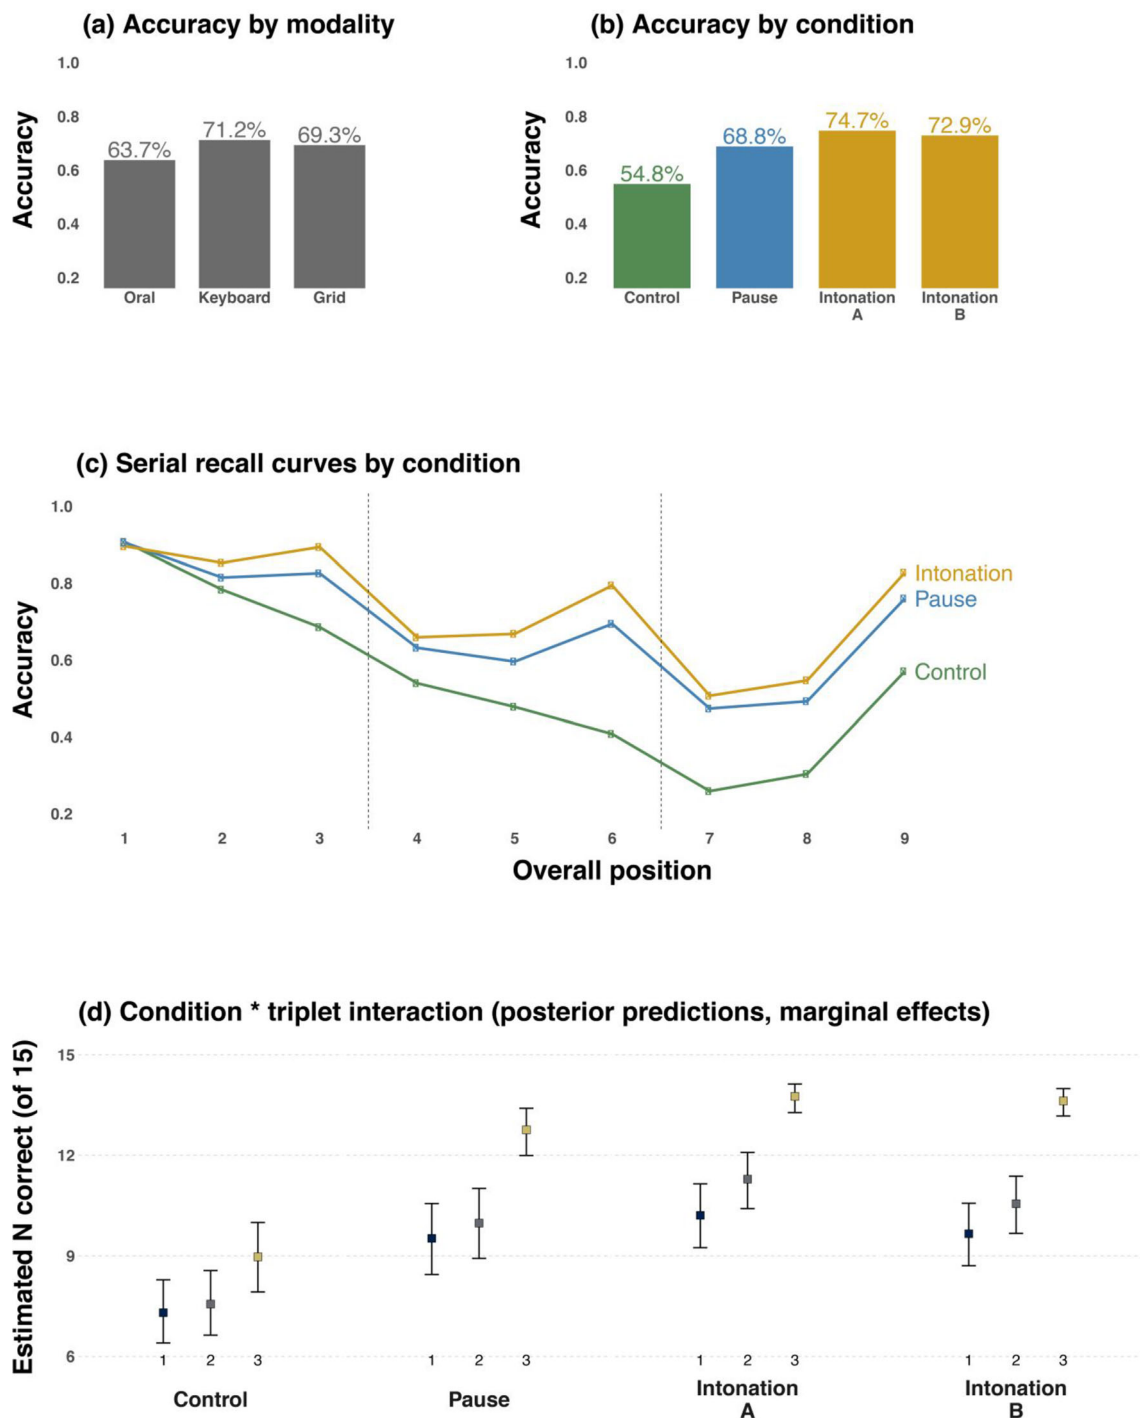 (a) Accuracy by modality
1.0
0.8
0.6
0.4
0.2
Accuracy
63.7%
71.2%
69.3%
Oral
Keyboard
Grid
(b) Accuracy by condition
1.0
0.8
0.6
0.4
0.2
Accuracy
54.8%
68.8%
74.7%
72.9%
Control
Pause
Intonation
A
Intonation
B
(c) Serial recall curves by condition
1.0
0.8
0.6
0.4
0.2
Accuracy
Intonation
Pause
Control
1 2 3 4 5 6 7 8 9
Overall position
(d) Condition * triplet interaction (posterior predictions, marginal effects)
15
12
9
6
Estimated N correct (of 15)
1 2 3 1 2 3 1 2 3 1 2 3
Control
Pause
Intonation
A
Intonation
B